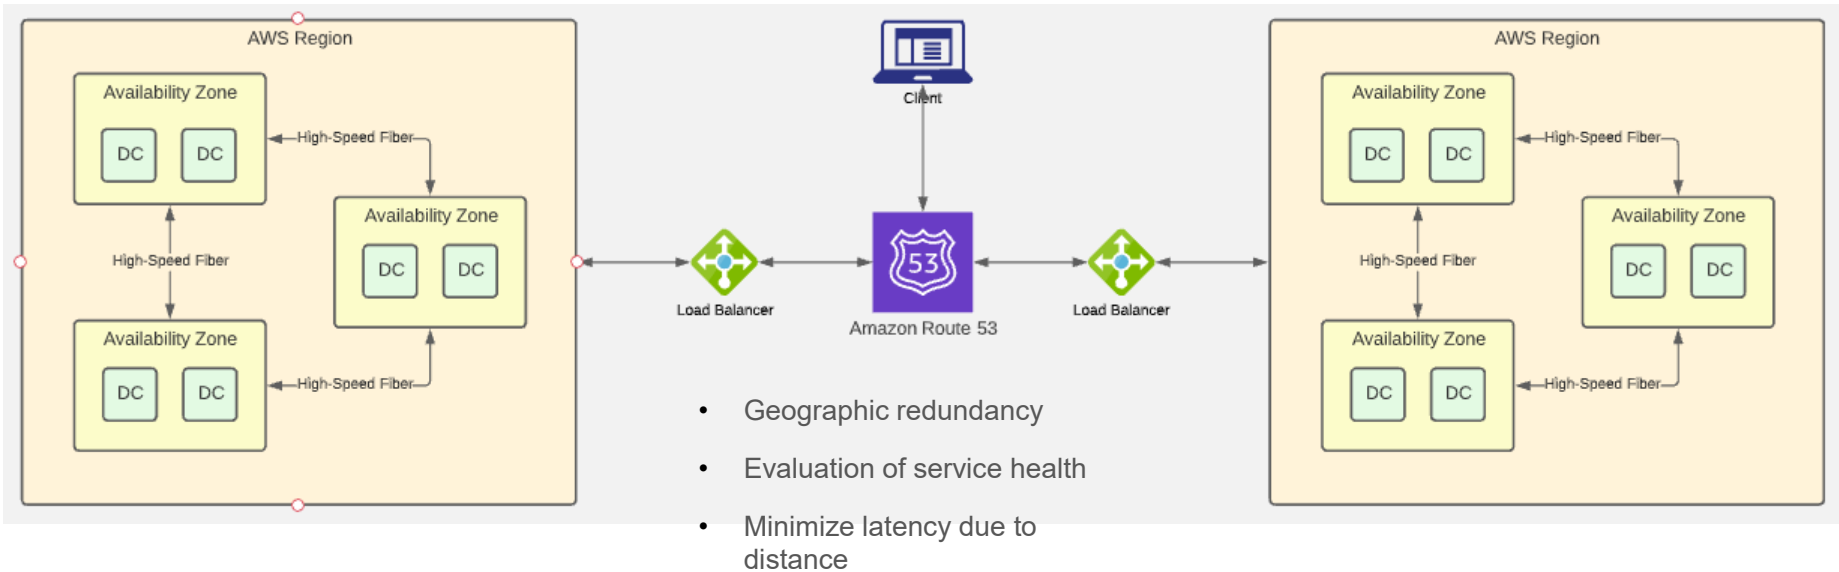 AWS Region
Availability Zone
DC DC
High-Speed Fiber
Availability Zone
DC DC
High-Speed Fiber
Availability Zone
DC DC
High-Speed Fiber
Client
Load Balancer
53
Amazon Route 53
Load Balancer
• Geographic redundancy
• Evaluation of service health
• Minimize latency due to
distance
AWS Region
Availability Zone
DC DC
High-Speed Fiber
Availability Zone
DC DC
High-Speed Fiber
Availability Zone
DC DC
High-Speed Fiber